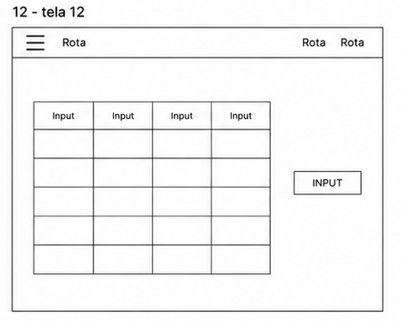 12 - tela 12
Rota Rota Rota
Input Input Input Input
INPUT